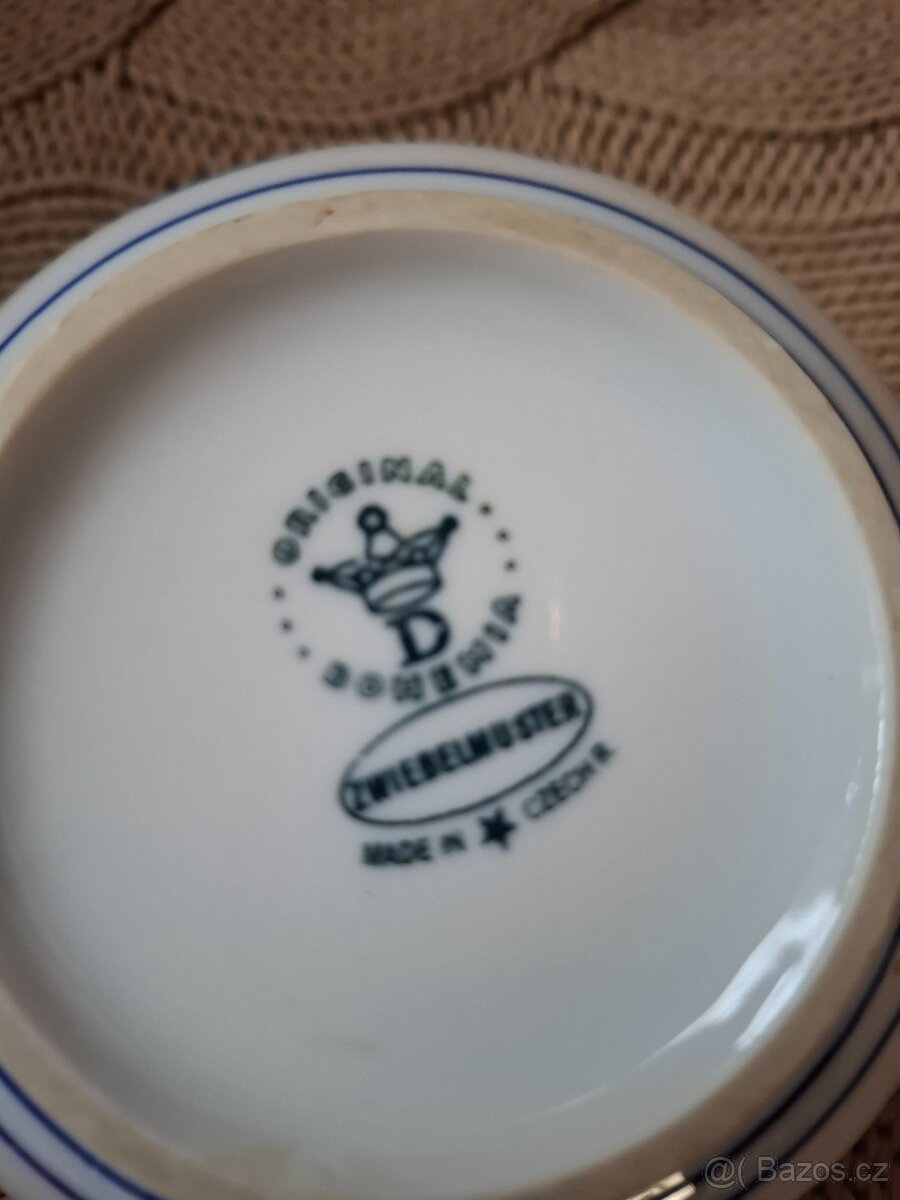 ORIGINAL
D
BOHEMIA
ZWIEBELMUSTER
MADE IN ★ CZECH R.
@( Bazos.cz